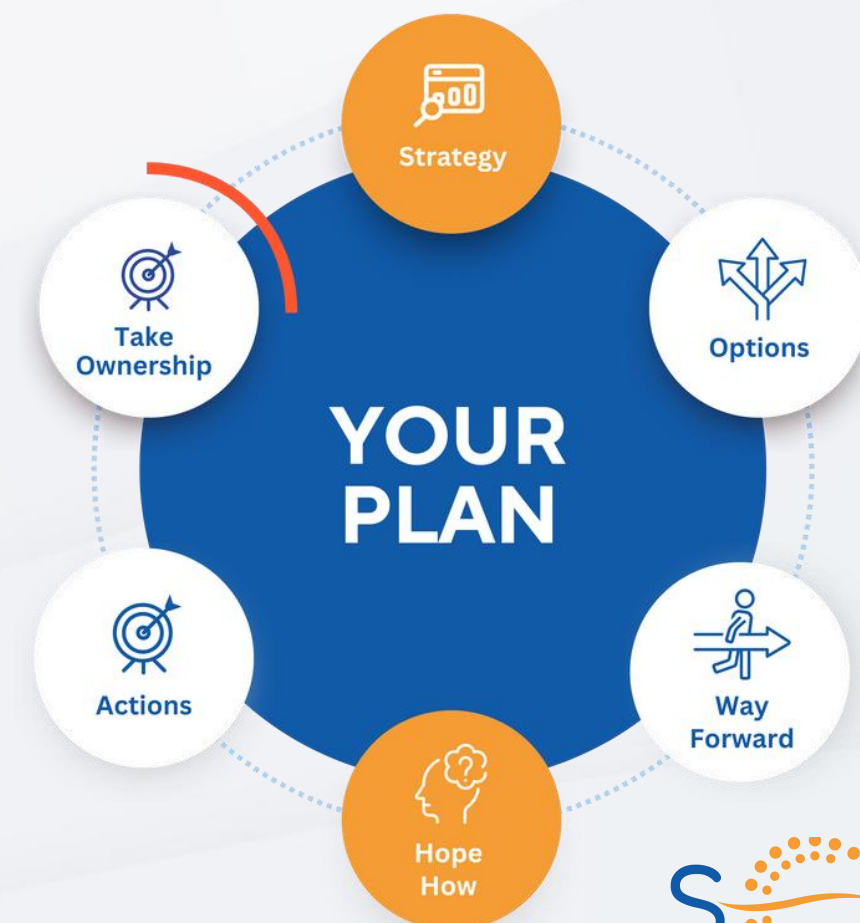 Strategy
Options
Way
Forward
Hope
How
Actions
Take
Ownership
YOUR
PLAN
S